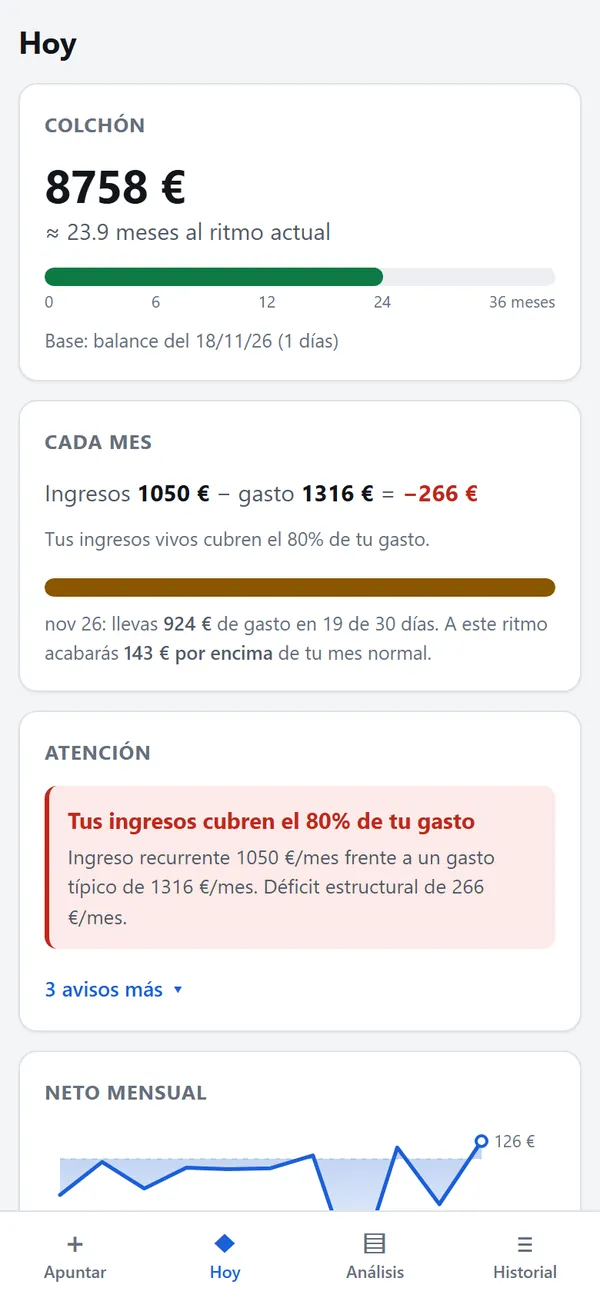 Hoy
COLCHÓN
8758 €
≈ 23.9 meses al ritmo actual
0 6 12 24 36 meses
Base: balance del 18/11/26 (1 días)
CADA MES
Ingresos 1050 € − gasto 1316 € = −266 €
Tus ingresos vivos cubren el 80% de tu gasto.
nov 26: llevas 924 € de gasto en 19 de 30 días. A este ritmo
acabarás 143 € por encima de tu mes normal.
ATENCIÓN
Tus ingresos cubren el 80% de tu gasto
Ingreso recurrente 1050 €/mes frente a un gasto
típico de 1316 €/mes. Déficit estructural de 266
€/mes.
3 avisos más ▼
NETO MENSUAL
126 €
Apuntar Hoy Análisis Historial